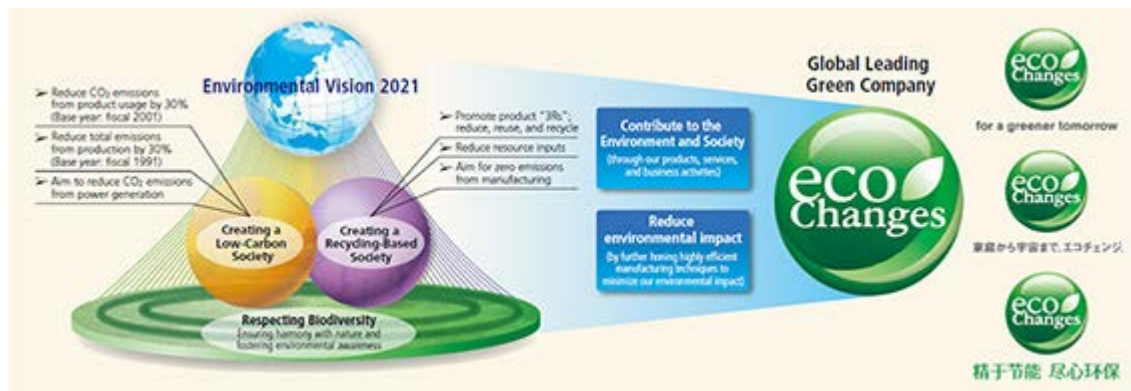 Environmental Vision 2021
➢ Reduce CO₂ emissions
from product usage by 30%
(Base year: fiscal 2001)
➢ Reduce total emissions
from production by 30%
(Base year: fiscal 1991)
➢ Aim to reduce CO₂ emissions
from power generation
➢ Promote product "3Rs";
reduce, reuse, and recycle
➢ Reduce resource inputs
➢ Aim for zero emissions
from manufacturing
Creating a
Low-Carbon
Society
Creating a
Recycling-Based
Society
Respecting Biodiversity
Ensuring harmony with nature and
fostering environmental awareness
Contribute to the
Environment and Society
(through our products, services,
and business activities)
Reduce
environmental impact
(by further honing highly efficient
manufacturing techniques to
minimize our environmental impact)
Global Leading
Green Company
eco
Changes
eco
Changes
for a greener tomorrow
eco
Changes
家庭から宇宙まで、エコチェンジ。
eco
Changes
精于节能 尽心环保